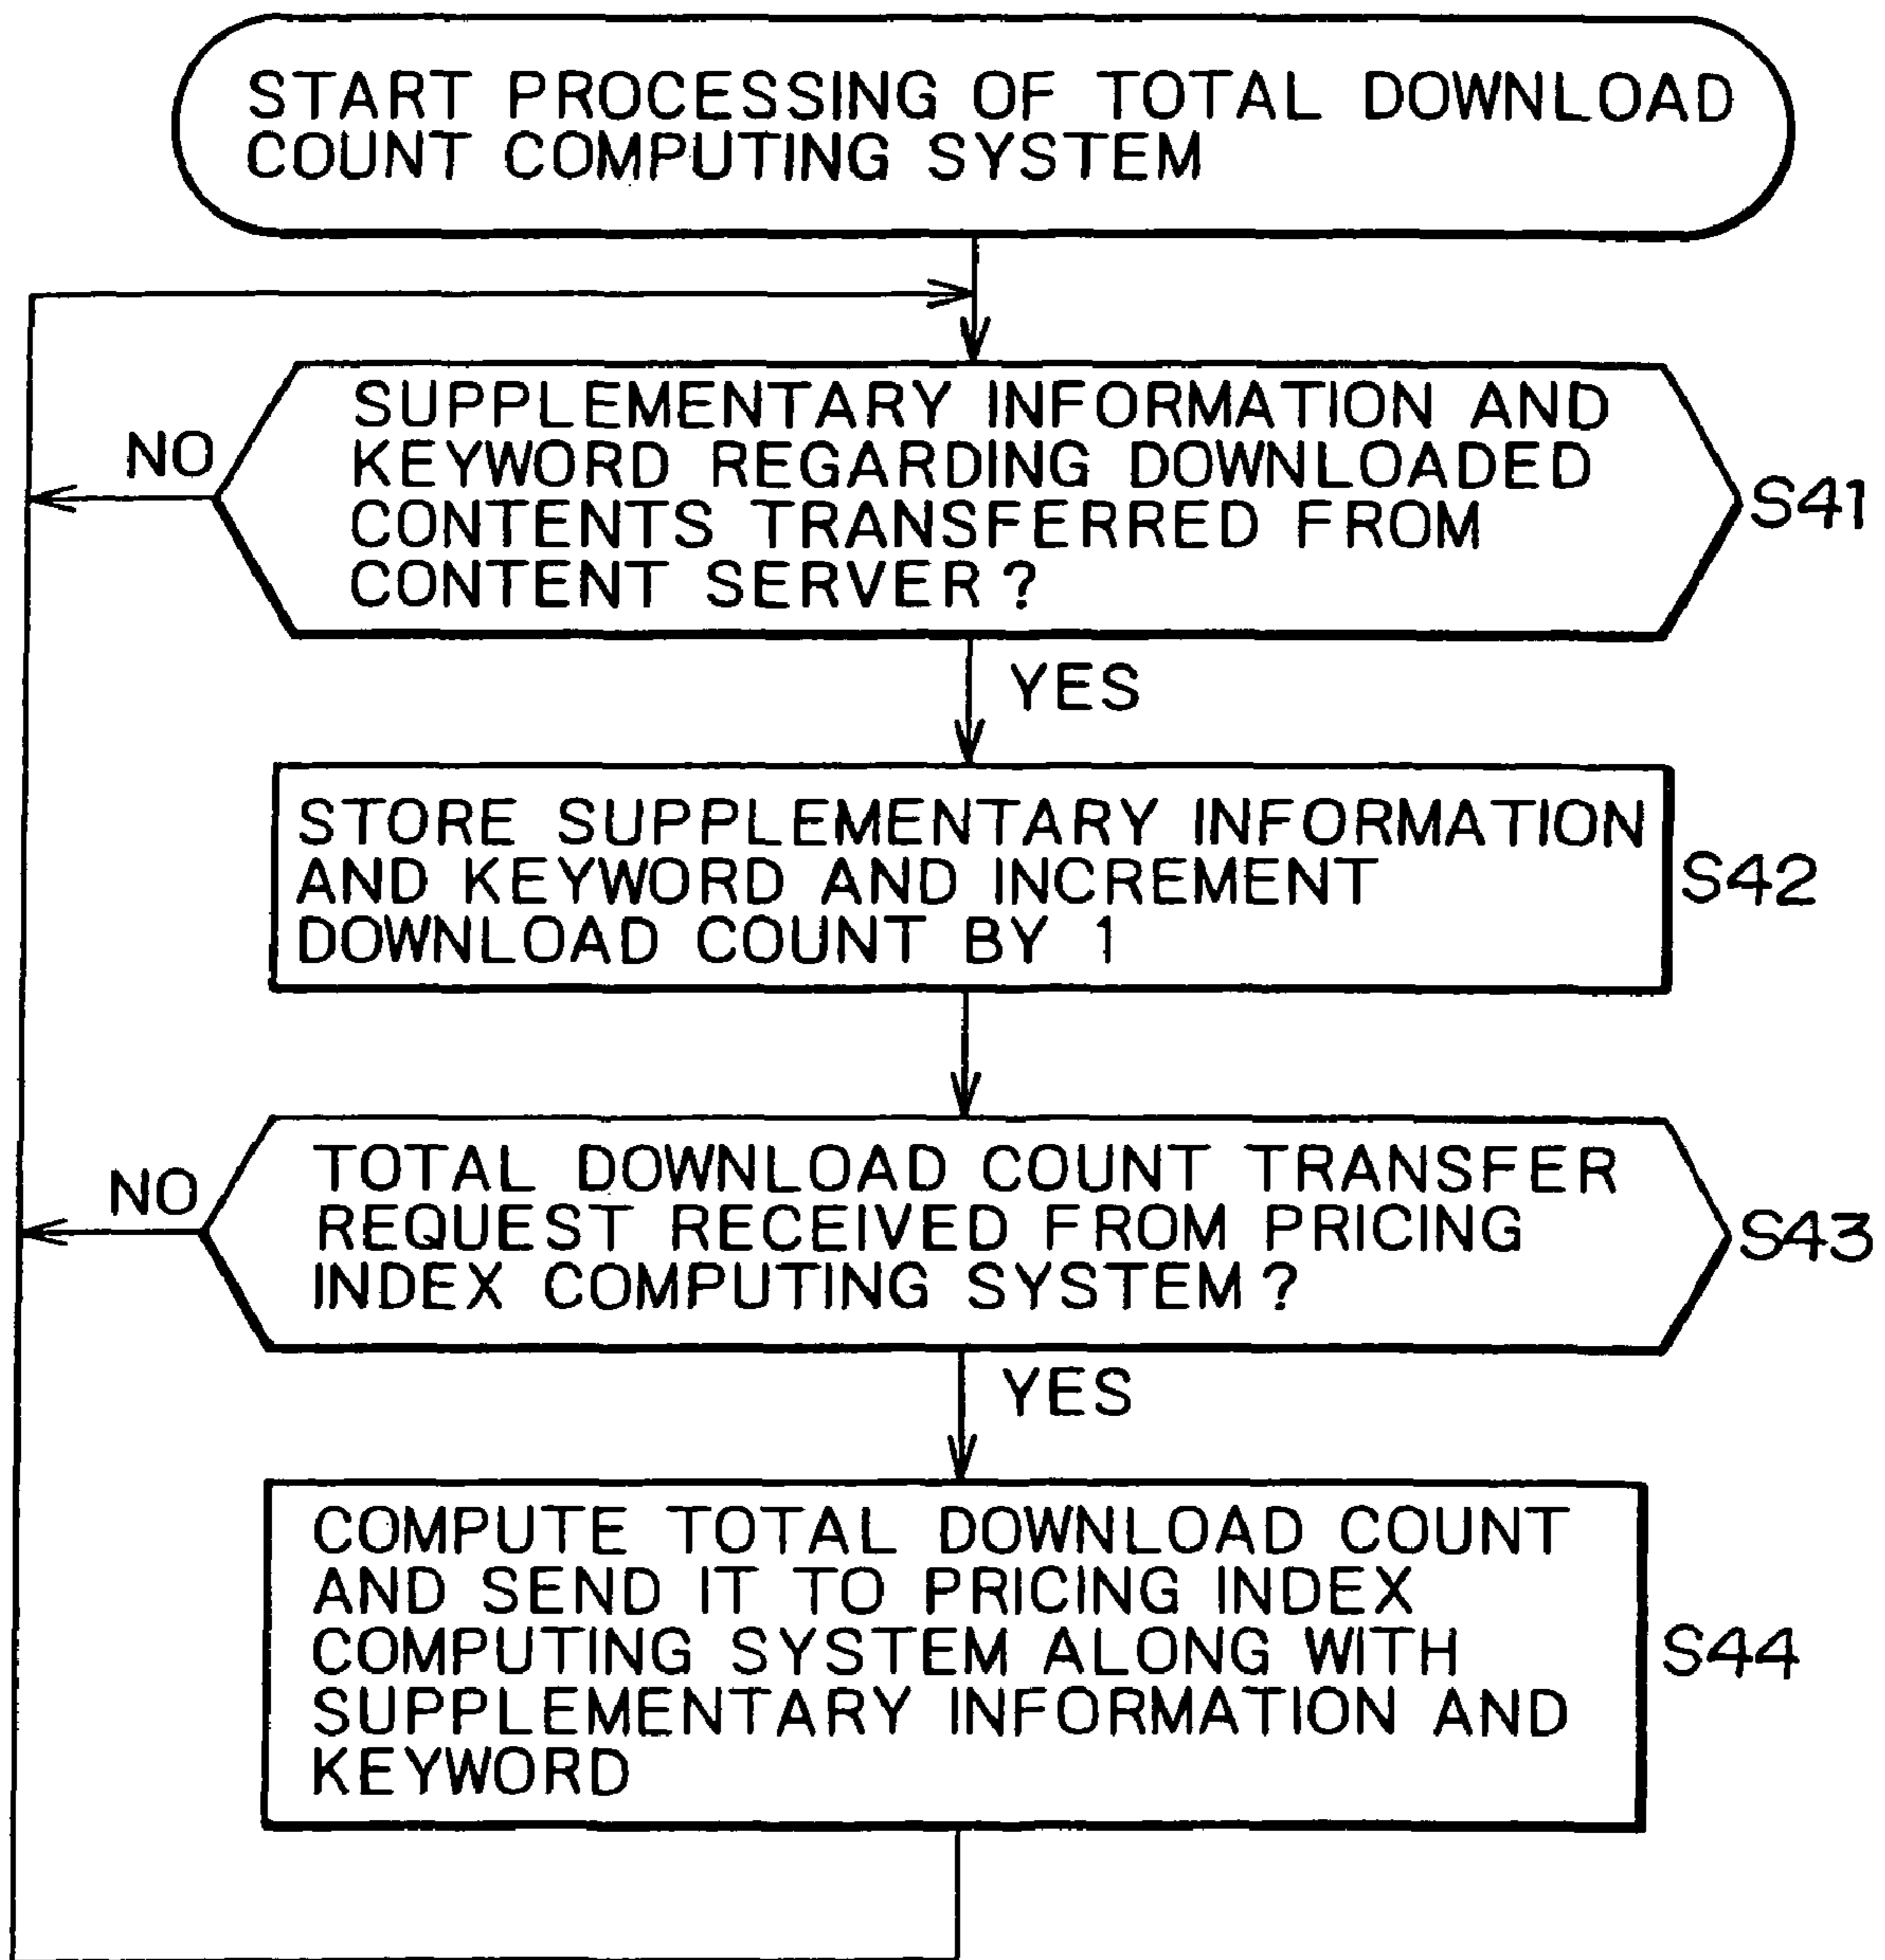 START PROCESSING OF TOTAL DOWNLOAD
COUNT COMPUTING SYSTEM
SUPPLEMENTARY INFORMATION AND
KEYWORD REGARDING DOWNLOADED
CONTENTS TRANSFERRED FROM
CONTENT SERVER?
NO
S41
YES
STORE SUPPLEMENTARY INFORMATION
AND KEYWORD AND INCREMENT
DOWNLOAD COUNT BY 1
S42
TOTAL DOWNLOAD COUNT TRANSFER
REQUEST RECEIVED FROM PRICING
INDEX COMPUTING SYSTEM?
NO
S43
YES
COMPUTE TOTAL DOWNLOAD COUNT
AND SEND IT TO PRICING INDEX
COMPUTING SYSTEM ALONG WITH
SUPPLEMENTARY INFORMATION AND
KEYWORD
S44